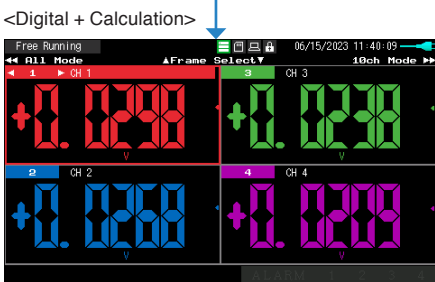 <Digital + Calculation>
Free Running 06/15/2023 11:40:09
◄◄ All Mode ▲Frame Select▼ 10ch Mode ►►
◄ 1 ► CH 1
+0.0298
V
3 CH 3
+0.0238
V
2 CH 2
+0.0268
V
4 CH 4
+0.0209
V
ALARM 1 2 3 4